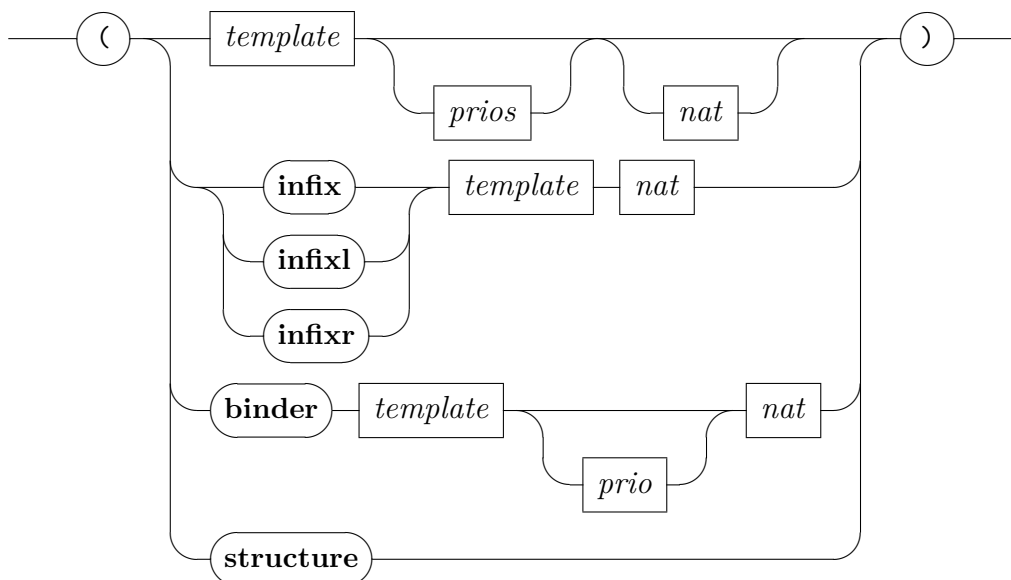 ( template )
prios nat
infix template nat
infixl
infixr
binder template nat
prio
structure